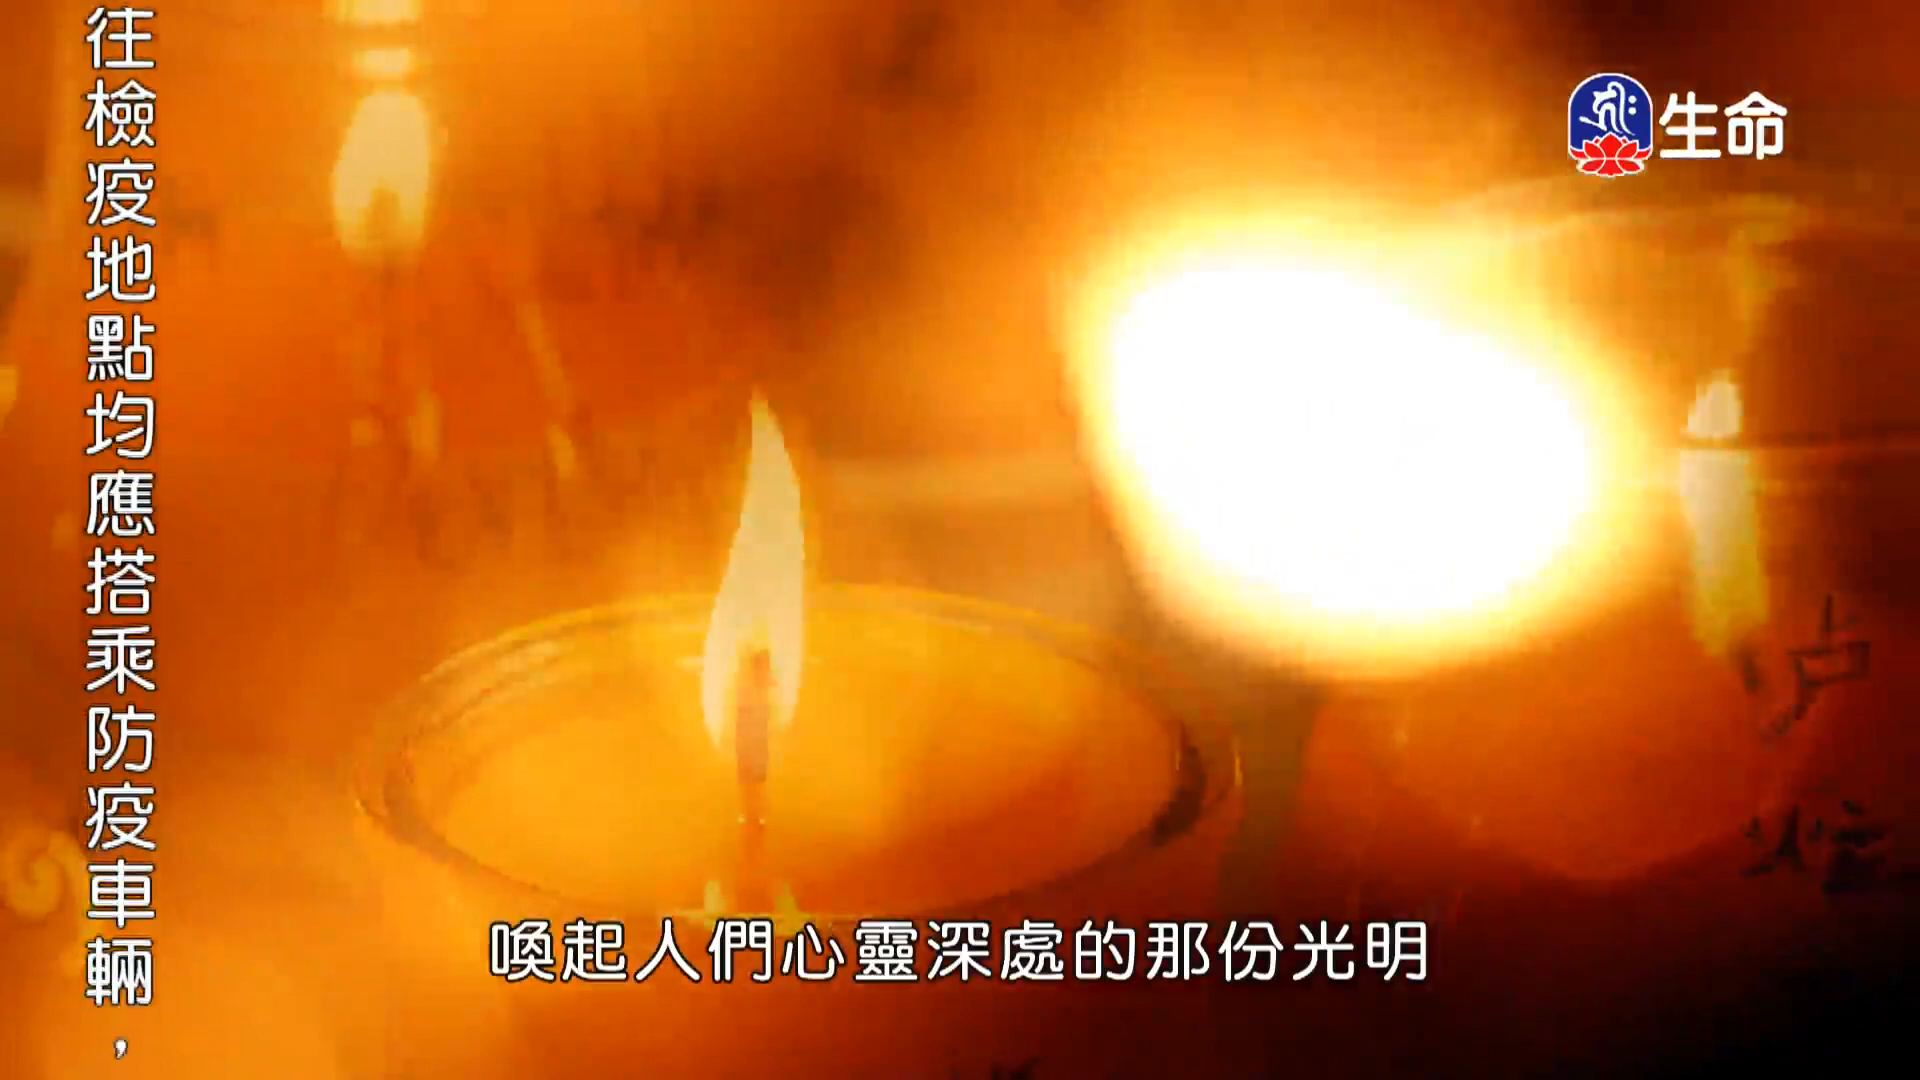 往檢疫地點均應搭乘防疫車輛，
生命
喚起人們心靈深處的那份光明